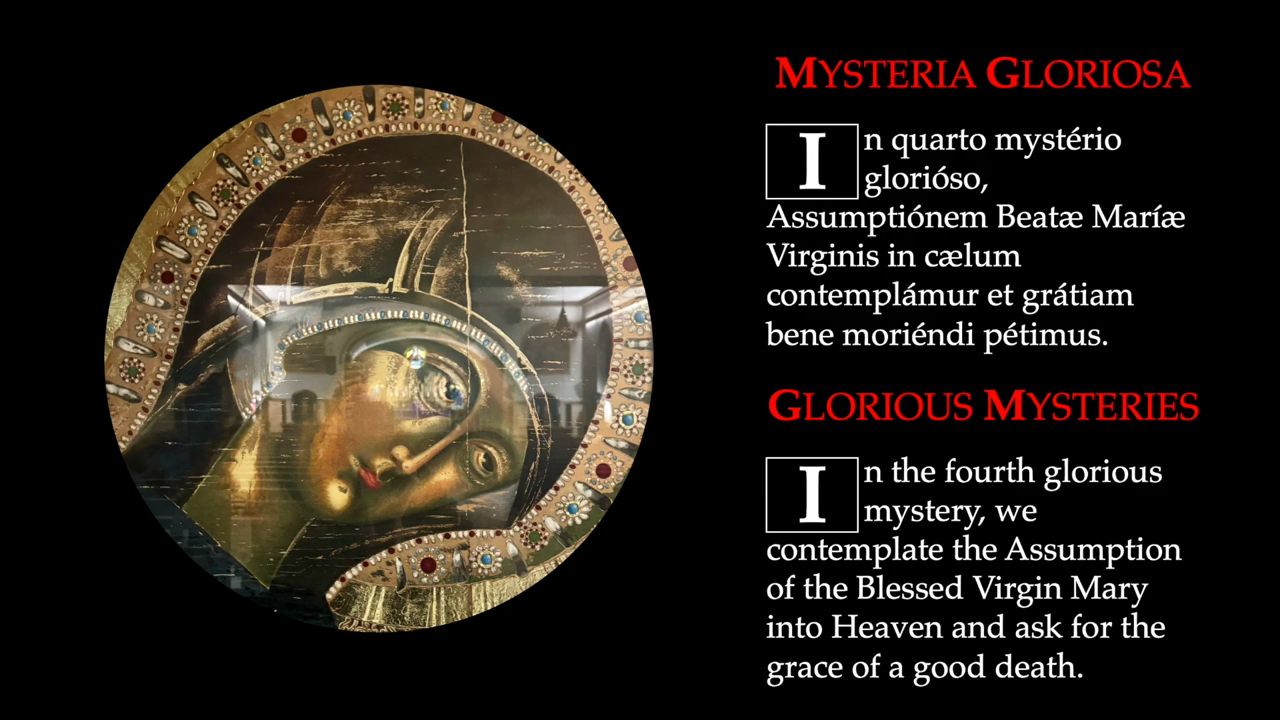 MYSTERIA GLORIOSA
In quarto mystério
glorióso,
Assumptiónem Beatæ Maríæ
Virginis in cælum
contemplámur et grátiam
bene moriéndi pétimus.
GLORIOUS MYSTERIES
In the fourth glorious
mystery, we
contemplate the Assumption
of the Blessed Virgin Mary
into Heaven and ask for the
grace of a good death.